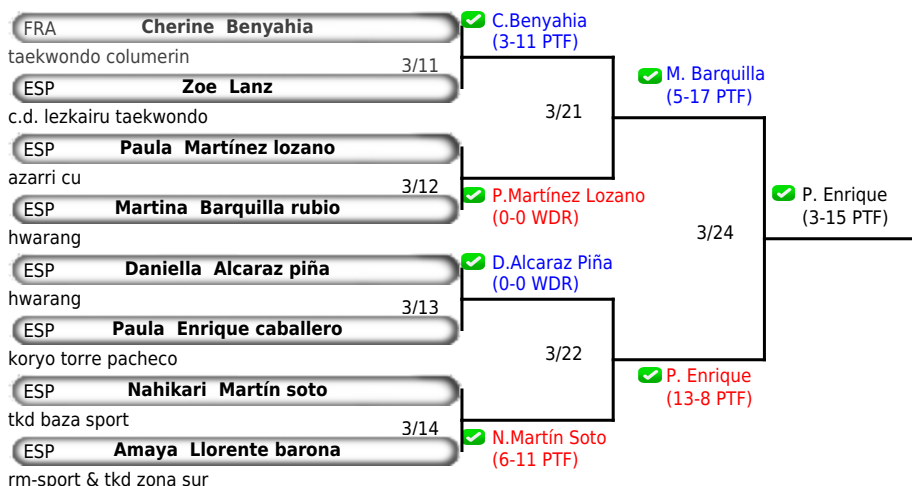 FRA Cherine Benyahia
taekwondo columerin
3/11
ESP Zoe Lanz
c.d. lezkairu taekwondo
ESP Paula Martínez lozano
azarri cu
3/12
ESP Martina Barquilla rubio
hwarang
ESP Daniella Alcaraz piña
hwarang
3/13
ESP Paula Enrique caballero
koryo torre pacheco
ESP Nahikari Martín soto
tkd baza sport
3/14
ESP Amaya Llorente barona
rm-sport & tkd zona sur
C.Benyahia
(3-11 PTF)
3/21
P.Martínez Lozano
(0-0 WDR)
D.Alcaraz Piña
(0-0 WDR)
3/22
N.Martín Soto
(6-11 PTF)
M. Barquilla
(5-17 PTF)
3/24
P. Enrique
(13-8 PTF)
P. Enrique
(3-15 PTF)